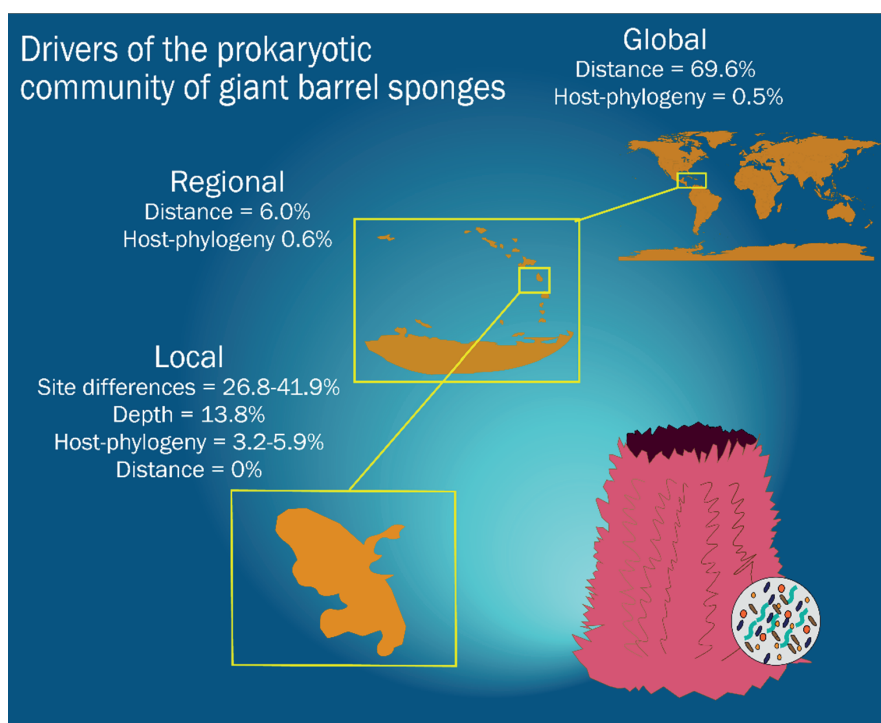 Drivers of the prokaryotic
community of giant barrel sponges
Global
Distance = 69.6%
Host-phylogeny = 0.5%
Regional
Distance = 6.0%
Host-phylogeny 0.6%
Local
Site differences = 26.8-41.9%
Depth = 13.8%
Host-phylogeny = 3.2-5.9%
Distance = 0%